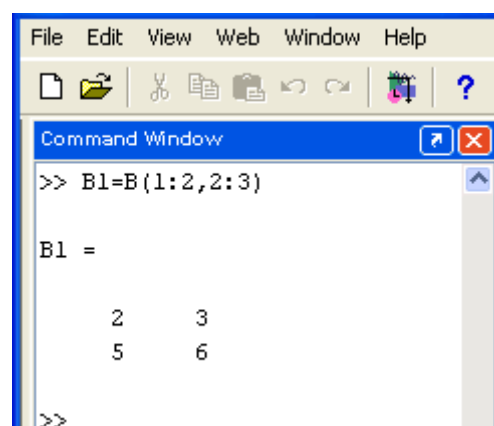 File Edit View Web Window Help
?
Command Window
>> B1=B(1:2,2:3)
B1 =
2 3
5 6
>>